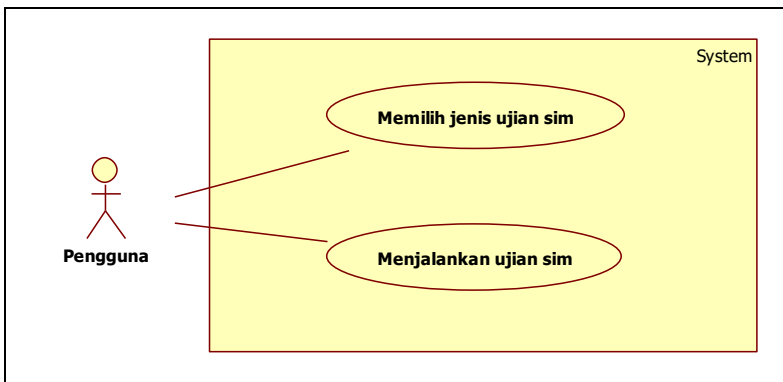 System
Memilih jenis ujian sim
Pengguna
Menjalankan ujian sim